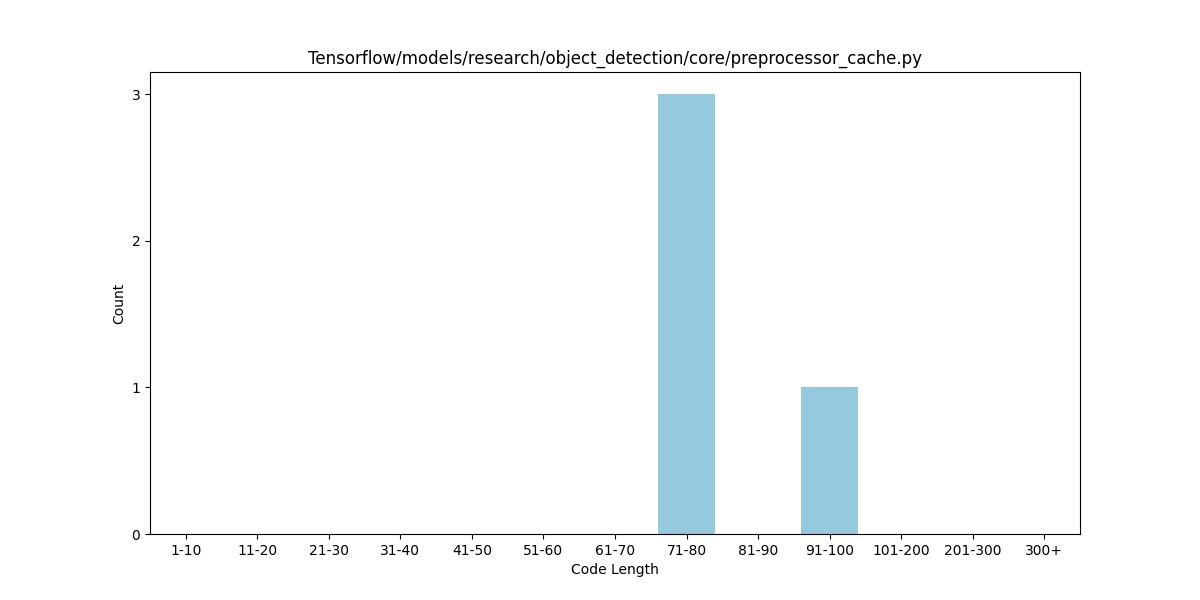 Tensorflow/models/research/object_detection/core/preprocessor_cache.py
3
2
1
0
Count
1-10 11-20 21-30 31-40 41-50 51-60 61-70 71-80 81-90 91-100 101-200 201-300 300+
Code Length